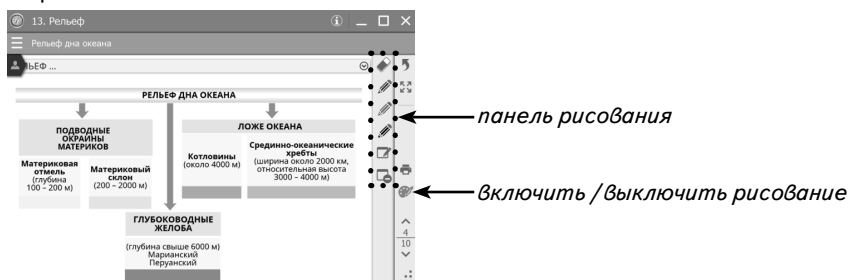 13. Рельеф
Рельеф дна океана
ЬЕФ ...
РЕЛЬЕФ ДНА ОКЕАНА
ПОДВОДНЫЕ
ОКРАИНЫ
МАТЕРИКОВ
Материковая
отмель
(глубина
100 – 200 м)
Материковый
склон
(200 – 2000 м)
ЛОЖЕ ОКЕАНА
Котловины
(около 4000 м)
Срединно-океанические
хребты
(ширина около 2000 км,
относительная высота
3000 – 4000 м)
ГЛУБОКОВОДНЫЕ
ЖЕЛОБА
(глубина свыше 6000 м)
Марианский
Перуанский
4
10
панель рисования
включить /выключить рисование